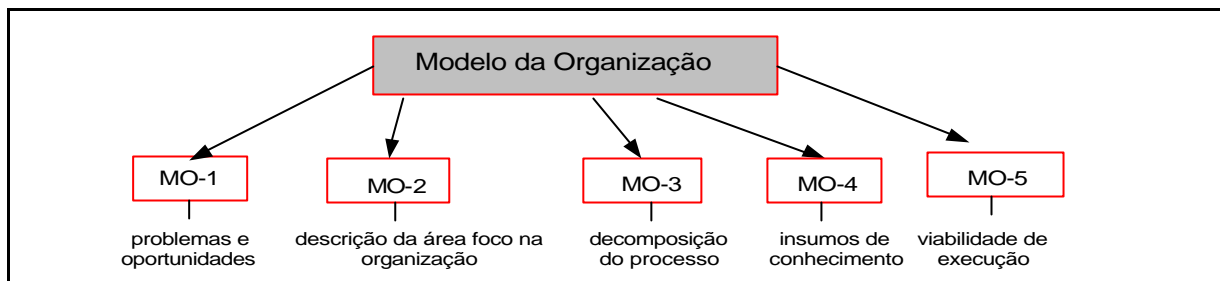 Modelo da Organização
MO-1
MO-2
MO-3
MO-4
MO-5
problemas e
oportunidades
descrição da área foco na
organização
decomposição
do processo
insumos de
conhecimento
viabilidade de
execução